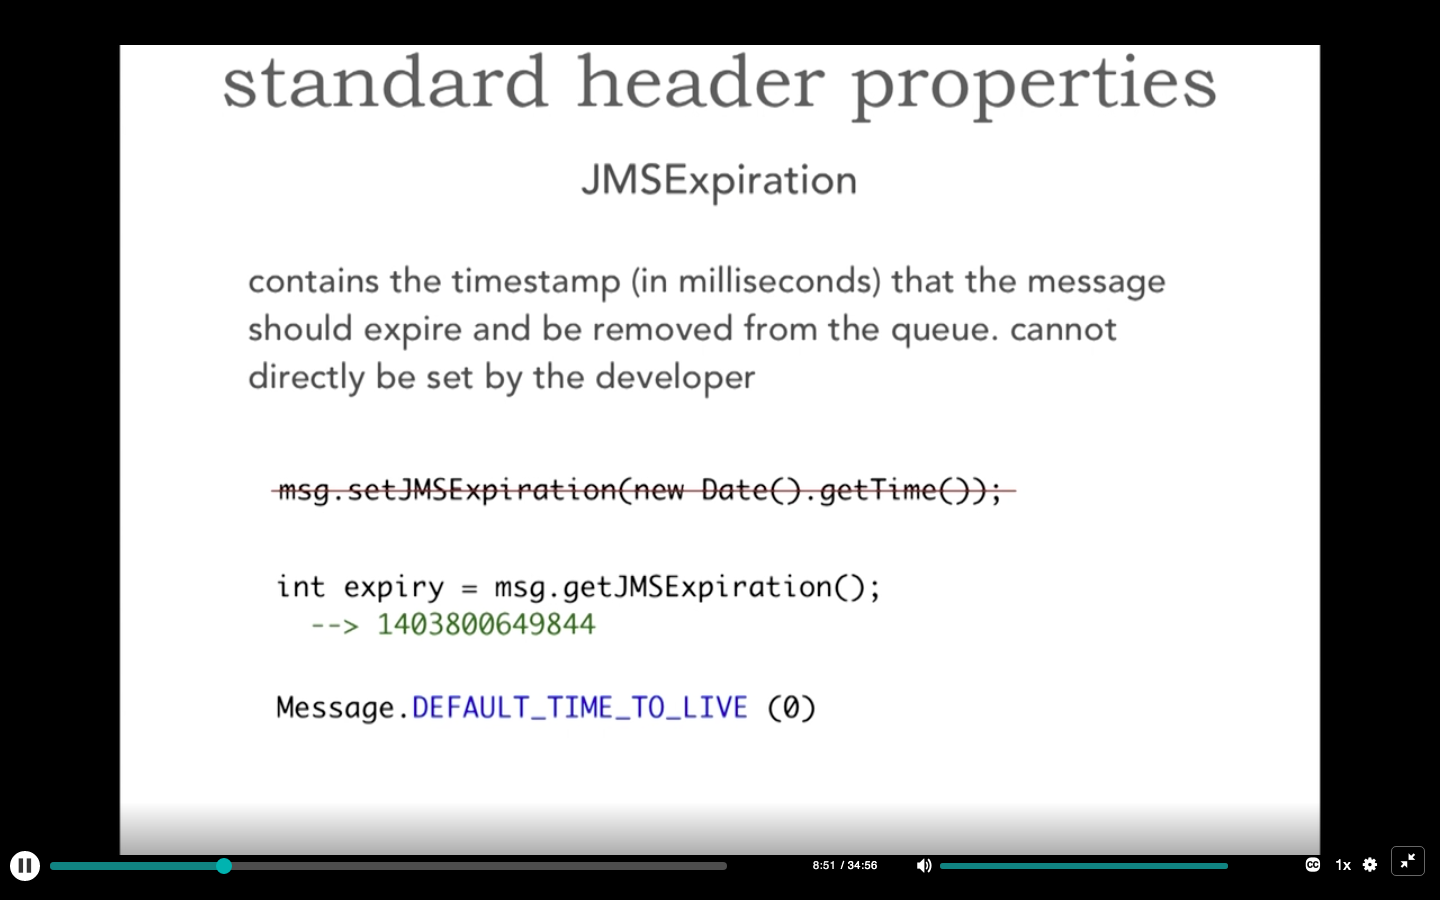 standard header properties
JMSExpiration
contains the timestamp (in milliseconds) that the message
should expire and be removed from the queue. cannot
directly be set by the developer
msg.setJMSExpiration(new Date().getTime());
int expiry = msg.getJMSExpiration();
--> 1403800649844
Message.DEFAULT_TIME_TO_LIVE (0)
8:51 / 34:56
CC
1x